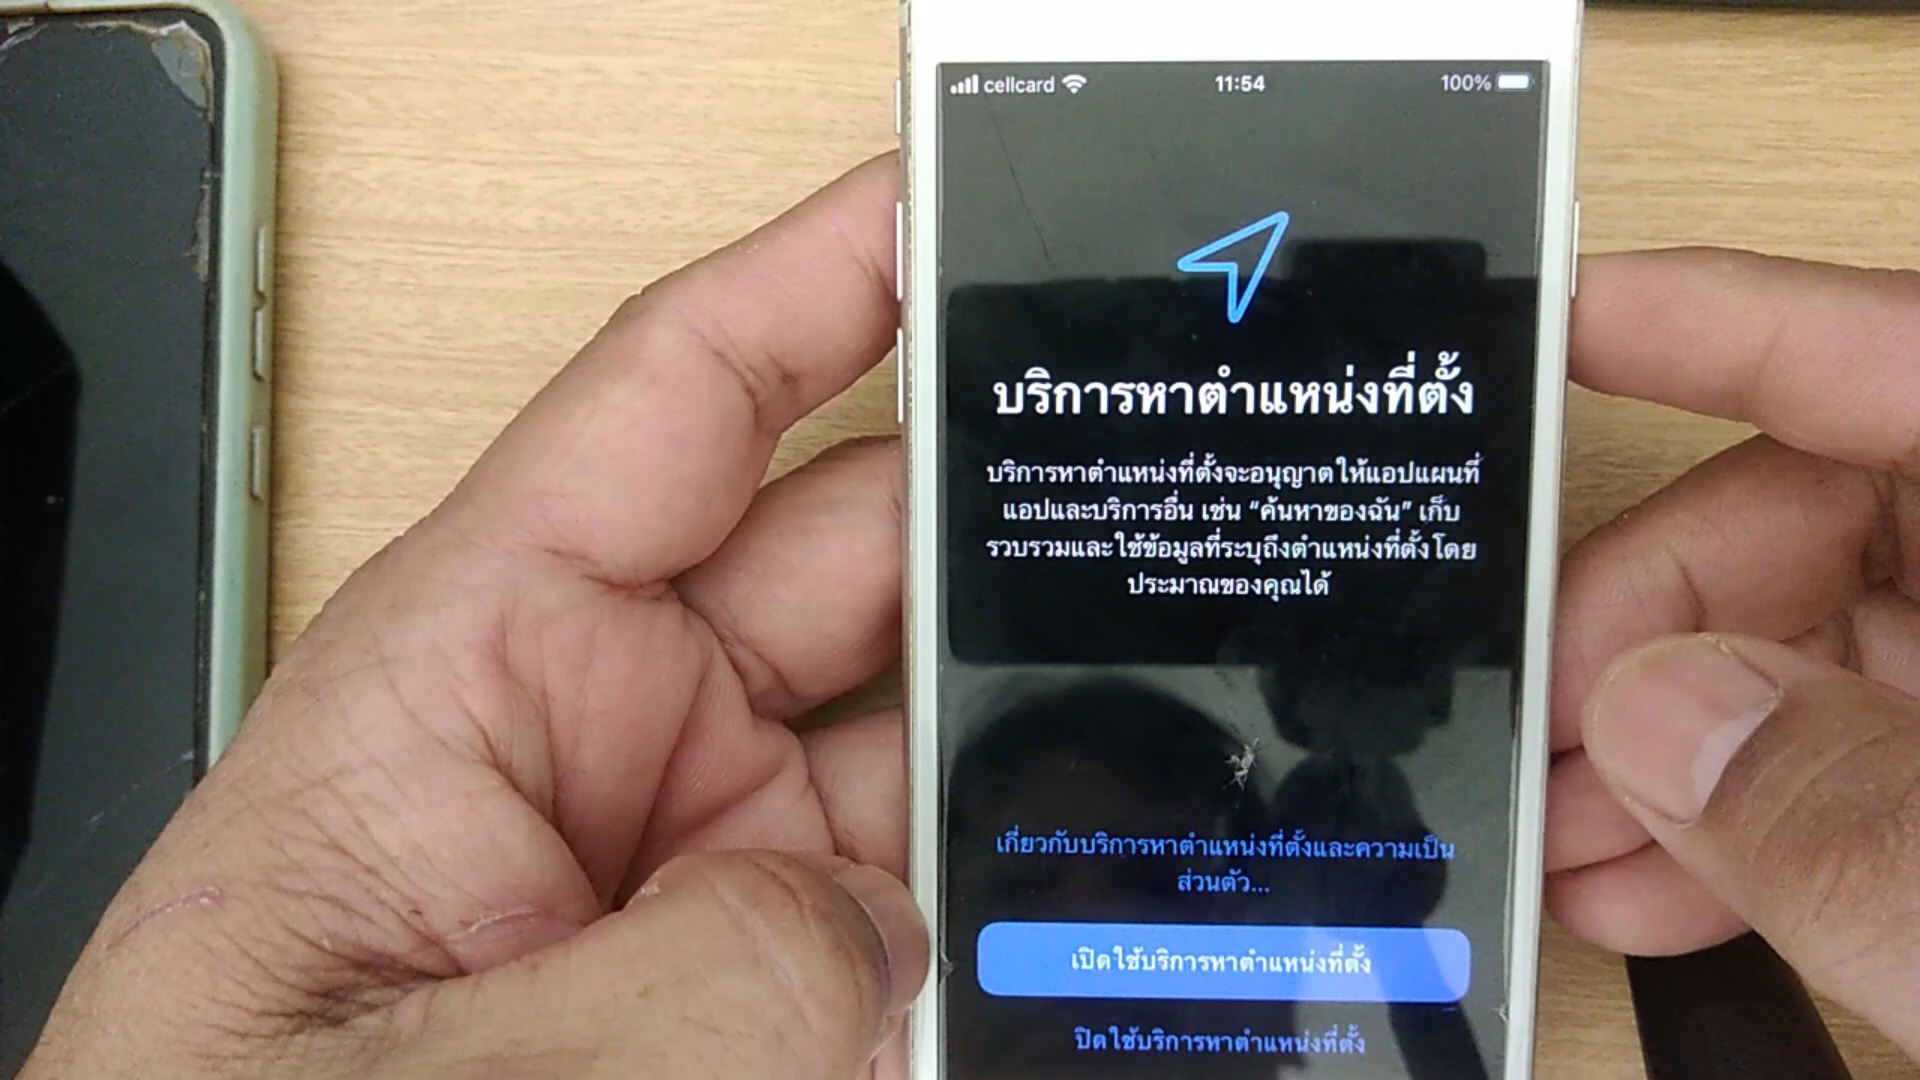 cellcard 11:54 100%
บริการหาตำแหน่งที่ตั้ง
บริการหาตำแหน่งที่ตั้งจะอนุญาตให้แอปแผนที่
แอปและบริการอื่น เช่น “ค้นหาของฉัน” เก็บ
รวบรวมและใช้ข้อมูลที่ระบุถึงตำแหน่งที่ตั้งโดย
ประมาณของคุณได้
เกี่ยวกับบริการหาตำแหน่งที่ตั้งและความเป็น
ส่วนตัว...
เปิดใช้บริการหาตำแหน่งที่ตั้ง
ปิดใช้บริการหาตำแหน่งที่ตั้ง